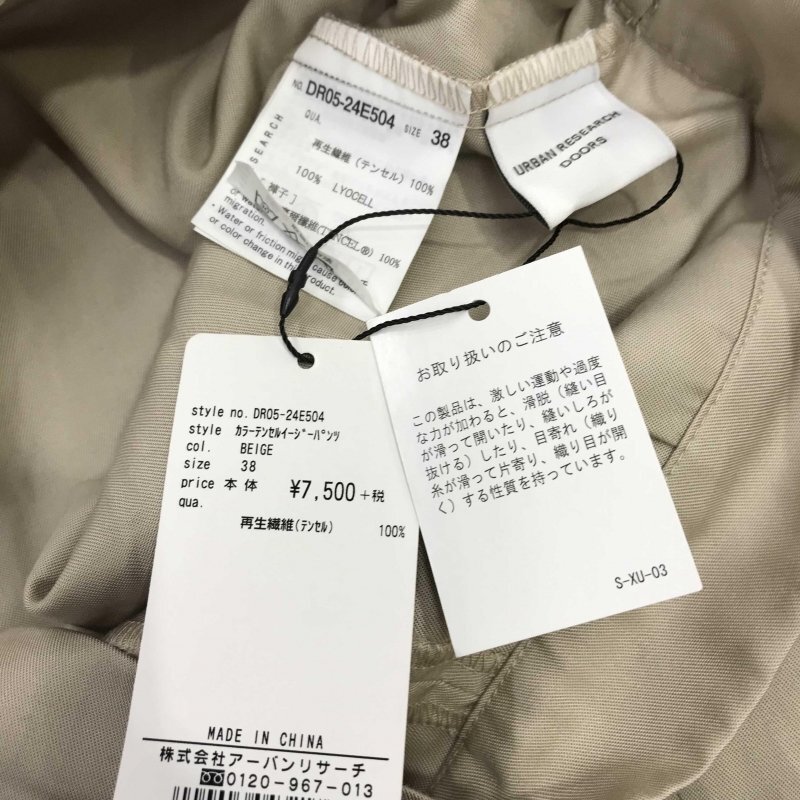 NO. DR05-24E504
QUA. SIZE 38
再生繊維(テンセル)100%
100% LYOCELL
[ 褲子 ]
繊維(TENCEL®) 100%
migration.
・Water or friction might cause color
or color change in the product.
URBAN RESEARCH
DOORS
お取り扱いのご注意
この製品は、激しい運動や過度
な力が加わると、滑脱(縫い目
が滑って開いたり、縫いしろが
抜ける)したり、目寄れ(織り
糸が滑って片寄り、織り目が開
く)する性質を持っています。
S-XU-03
style no. DR05-24E504
style カラーテンセルイージーパンツ
col. BEIGE
size 38
price 本体 ¥7,500+税
qua.
再生繊維(テンセル) 100%
MADE IN CHINA
株式会社アーバンリサーチ
0120-967-013